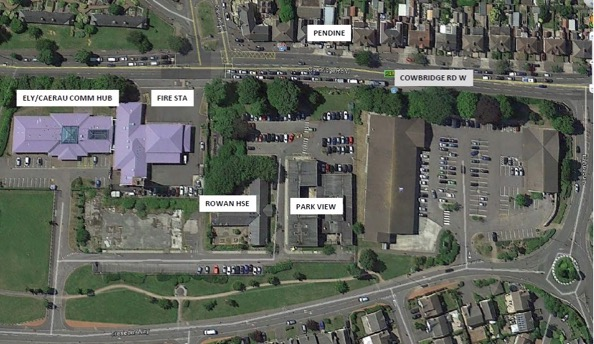 PENDINE
COWBRIDGE RD W
ELY/CAERAU COMM HUB
FIRE STA
ROWAN HSE
PARK VIEW